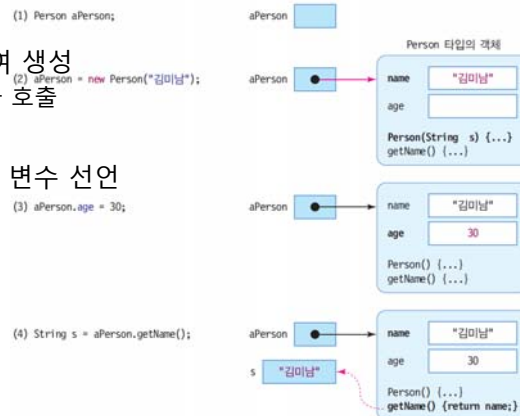 (1) Person aPerson;
aPerson
Person 타입의 객체
여 생성
(2) aPerson = new Person("김미남");
호출
aPerson
name "김미남"
age
Person(String s) {...}
getName() {...}
변수 선언
(3) aPerson.age = 30;
aPerson
name "김미남"
age 30
Person() {...}
getName() {...}
(4) String s = aPerson.getName();
aPerson
name "김미남"
s "김미남"
age 30
Person() {...}
getName() {return name;}